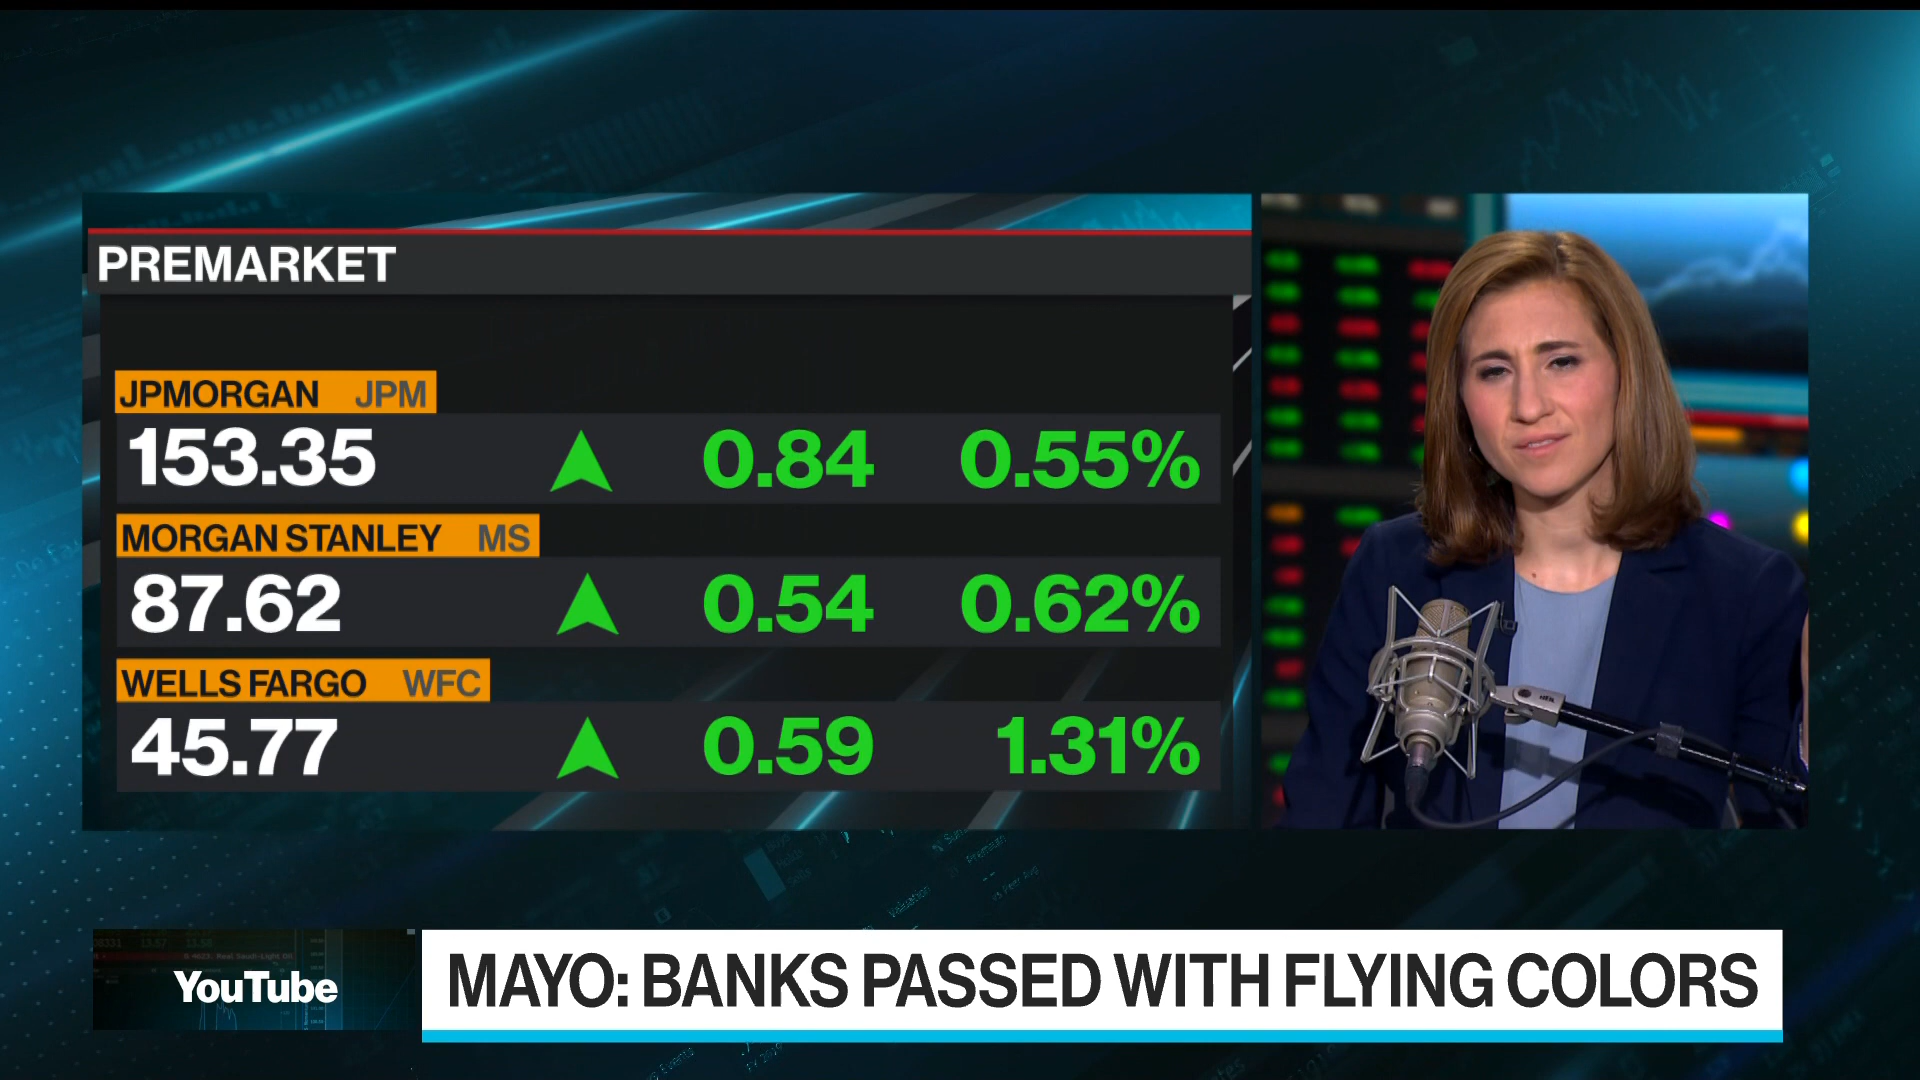 PREMARKET
JPMORGAN JPM
153.35 ▲ 0.84 0.55%
MORGAN STANLEY MS
87.62 ▲ 0.54 0.62%
WELLS FARGO WFC
45.77 ▲ 0.59 1.31%
YouTube
MAYO: BANKS PASSED WITH FLYING COLORS